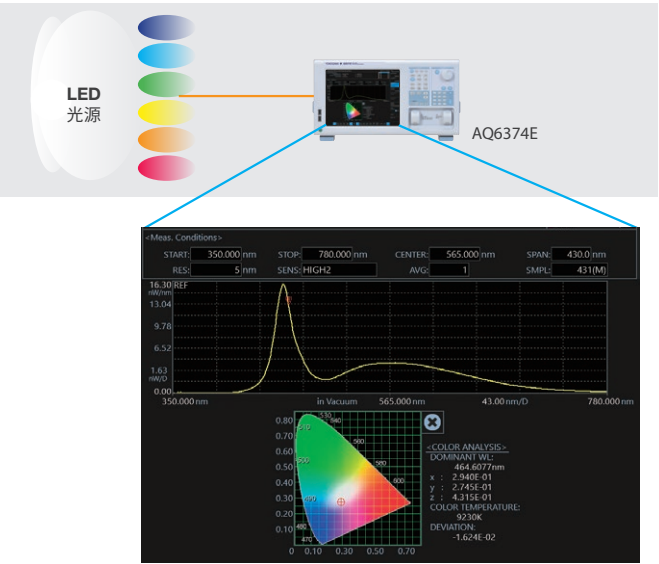 LED
光源
AQ6374E
<Meas. Conditions>
START: 350.000 nm STOP: 780.000 nm CENTER: 565.000 nm SPAN: 430.0 nm
RES: 5 nm SENS: HIGH2 AVG: 1 SMPL: 431(M)
16.30 REF
nW/nm
13.04
9.78
6.52
1.63
nW/D
0.00
350.000 nm in Vacuum 565.000 nm 43.00 nm/D 780.000 nm
0.80
0.70
0.60
0.50
0.40
0.30
0.20
0.10
0 0.10 0.30 0.50 0.70
530
540
510
560
500
580
600
490
480
470
<COLOR ANALYSIS>
DOMINANT WL:
464.6077nm
x : 2.940E-01
y : 2.745E-01
z : 4.315E-01
COLOR TEMPERATURE:
9230K
DEVIATION:
-1.624E-02